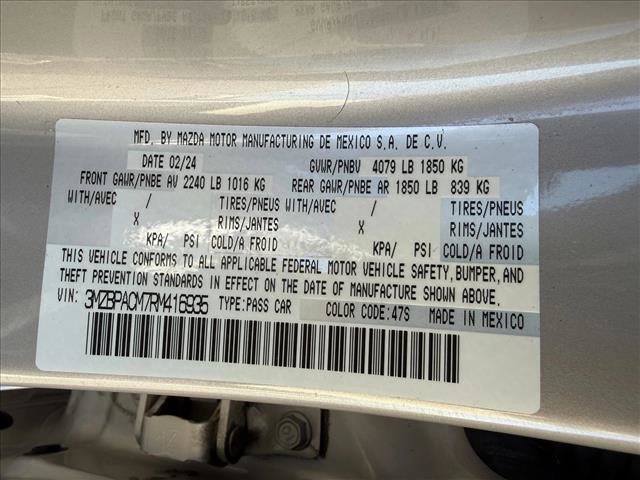 MFD. BY MAZDA MOTOR MANUFACTURING DE MEXICO S.A. DE C.V.
DATE 02/24 GVWR/PNBV 4079 LB 1850 KG
FRONT GAWR/PNBE AV 2240 LB 1016 KG REAR GAWR/PNBE AR 1850 LB 839 KG
WITH/AVEC / TIRES/PNEUS WITH/AVEC / TIRES/PNEUS
X RIMS/JANTES X RIMS/JANTES
KPA/ PSI COLD/A FROID KPA/ PSI COLD/A FROID
THIS VEHICLE CONFORMS TO ALL APPLICABLE FEDERAL MOTOR VEHICLE SAFETY, BUMPER, AND
THEFT PREVENTION STANDARDS IN EFFECT ON THE DATE OF MANUFACTURE SHOWN ABOVE.
VIN: 3MZBPACM7RM416935 TYPE:PASS CAR COLOR CODE:47S MADE IN MEXICO